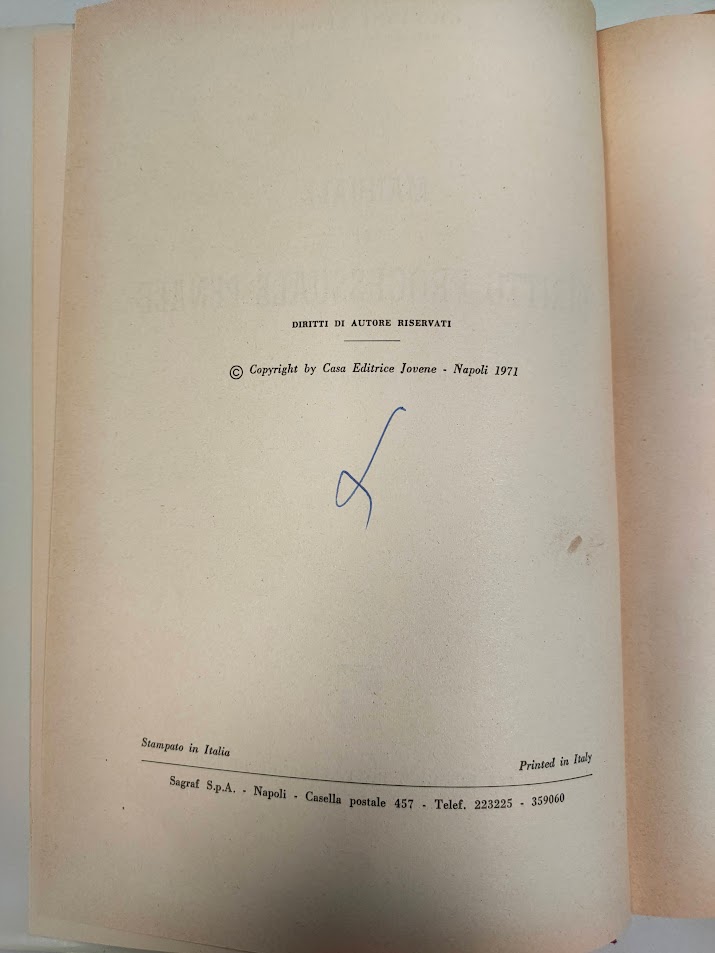 DIRITTI DI AUTORE RISERVATI
© Copyright by Casa Editrice Jovene - Napoli 1971
Stampato in Italia
Printed in Italy
Sagraf S.p.A. - Napoli - Casella postale 457 - Telef. 223225 - 359060